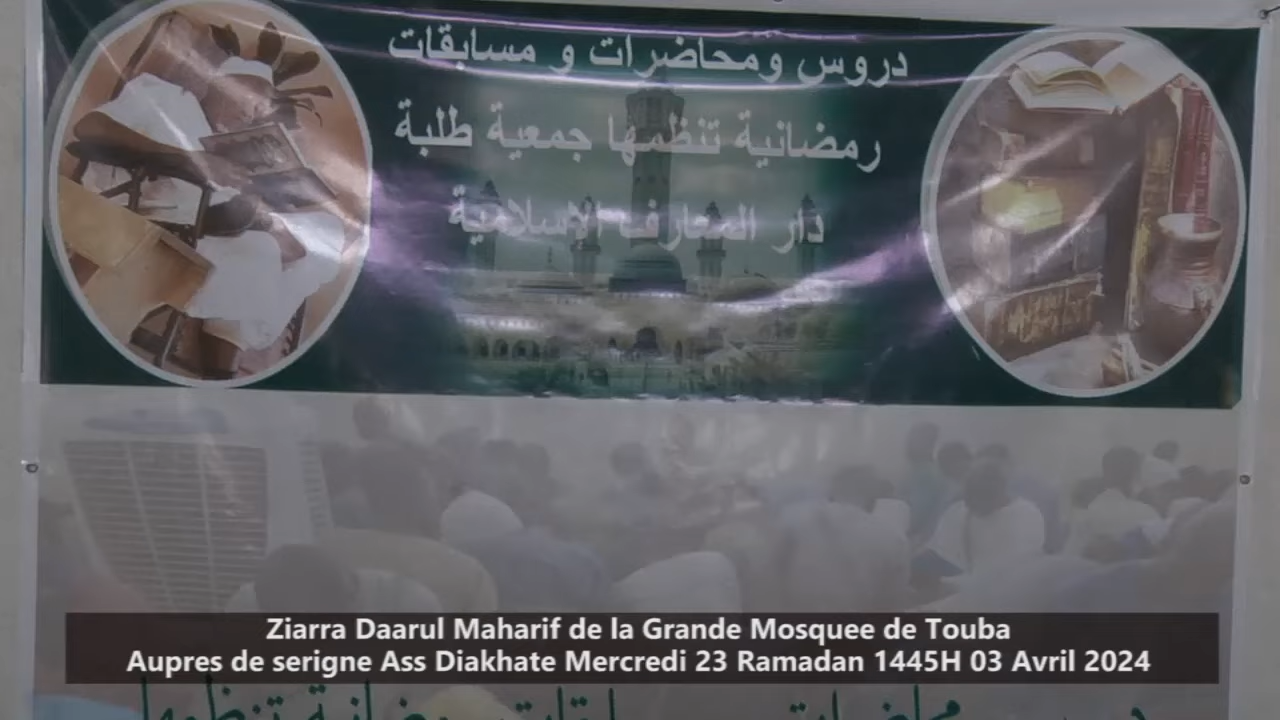 دروس ومحاضرات و مسابقات
رمضانية تنظمها جمعية طلبة
دار المعارف الاسلامية
Ziarra Daarul Maharif de la Grande Mosquee de Touba
Aupres de serigne Ass Diakhate Mercredi 23 Ramadan 1445H 03 Avril 2024